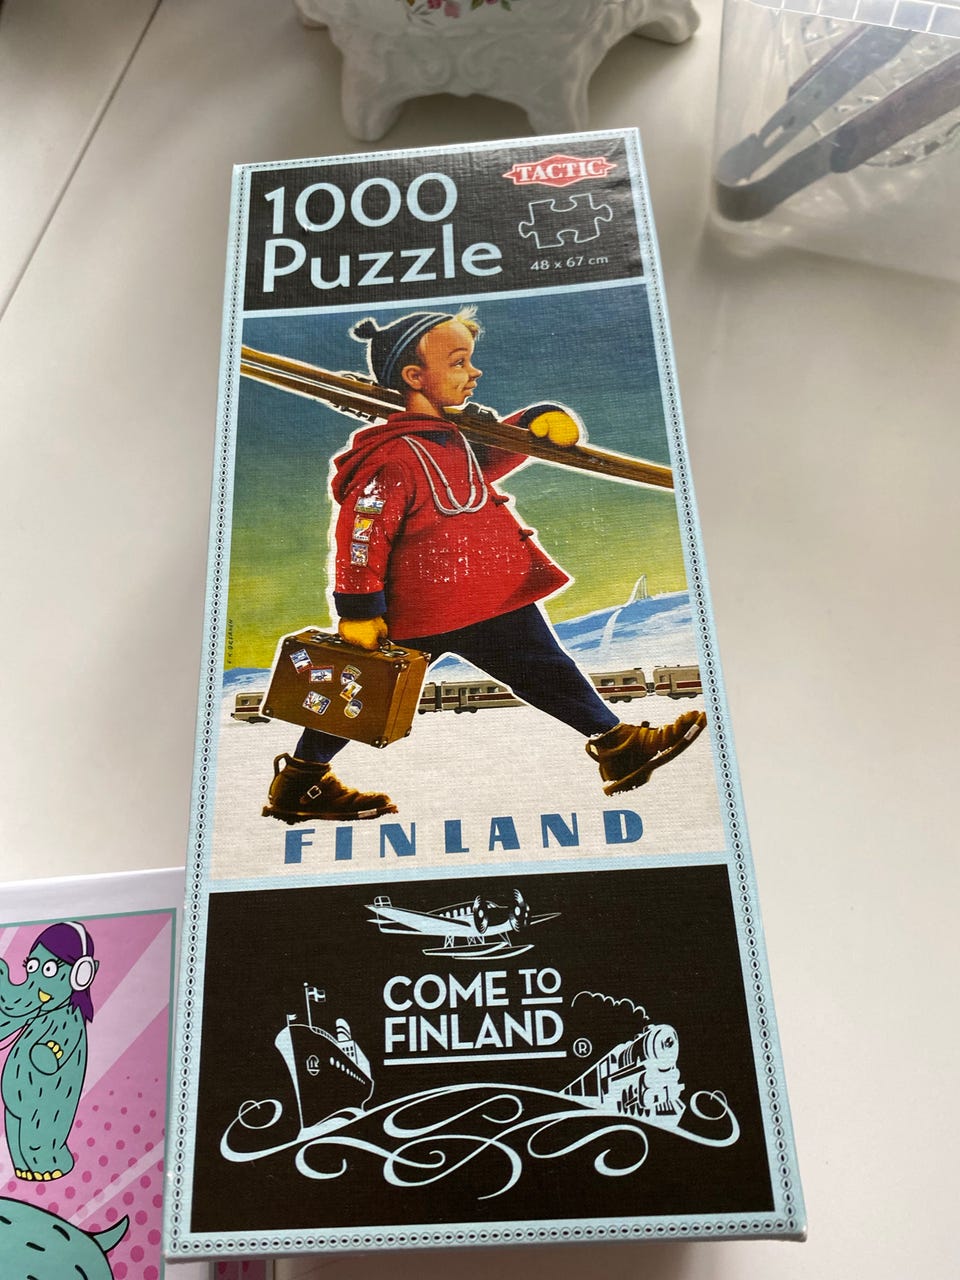 1000
Puzzle
TACTIC
48 x 67 cm
FINLAND
COME TO
FINLAND
®